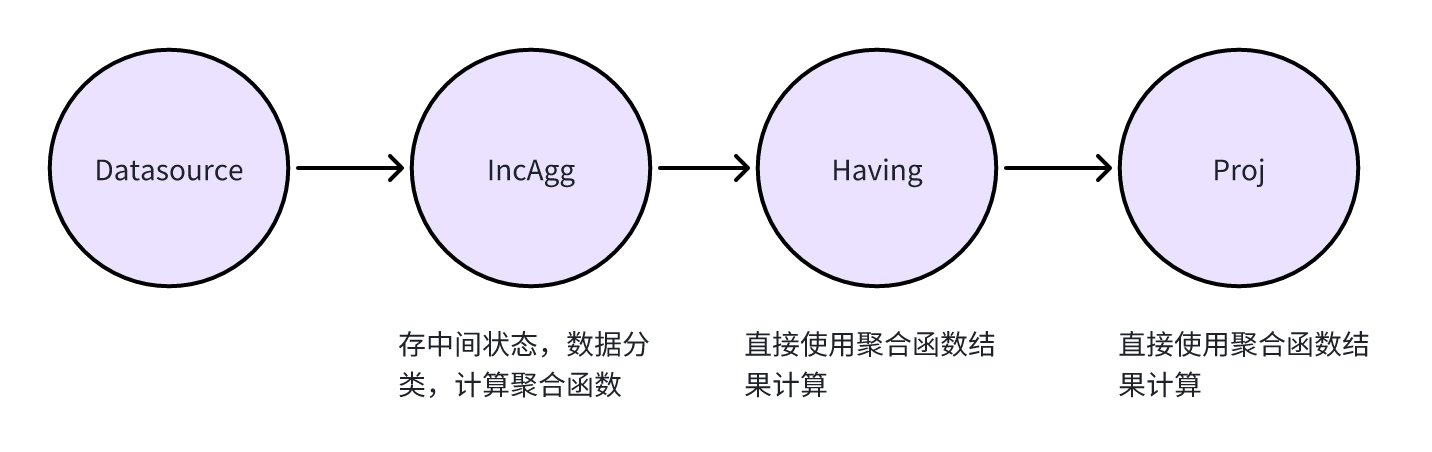 Datasource
IncAgg
Having
Proj
存中间状态，数据分
类，计算聚合函数
直接使用聚合函数结
果计算
直接使用聚合函数结
果计算